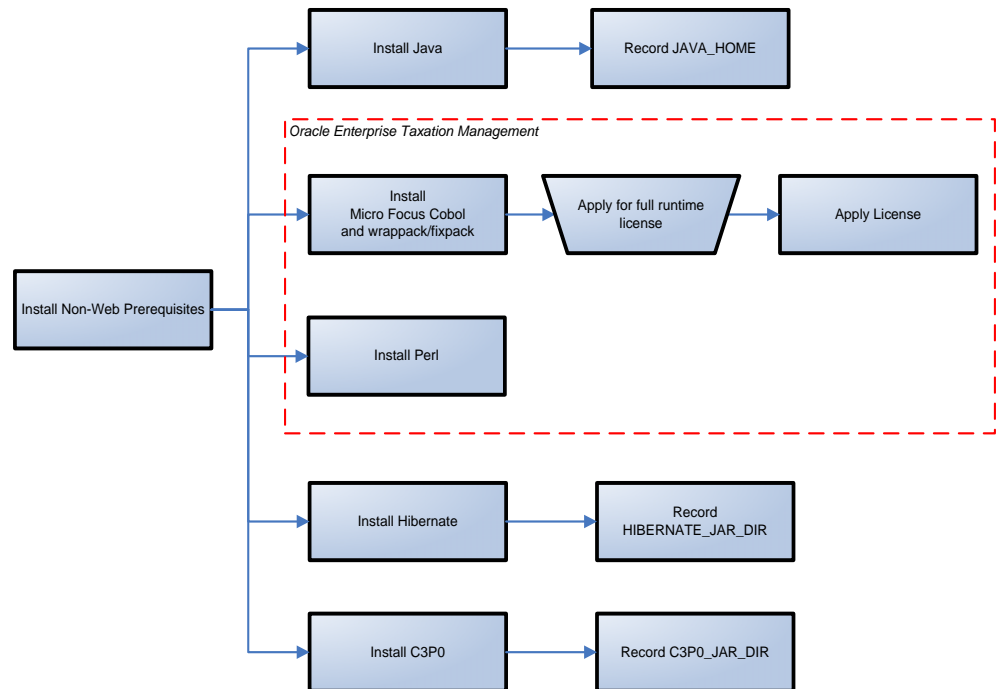 Install Java
Record JAVA_HOME
Oracle Enterprise Taxation Management
Install
Micro Focus Cobol
and wrappack/fixpack
Apply for full runtime
license
Apply License
Install Non-Web Prerequisites
Install Perl
Install Hibernate
Record
HIBERNATE_JAR_DIR
Install C3P0
Record C3P0_JAR_DIR